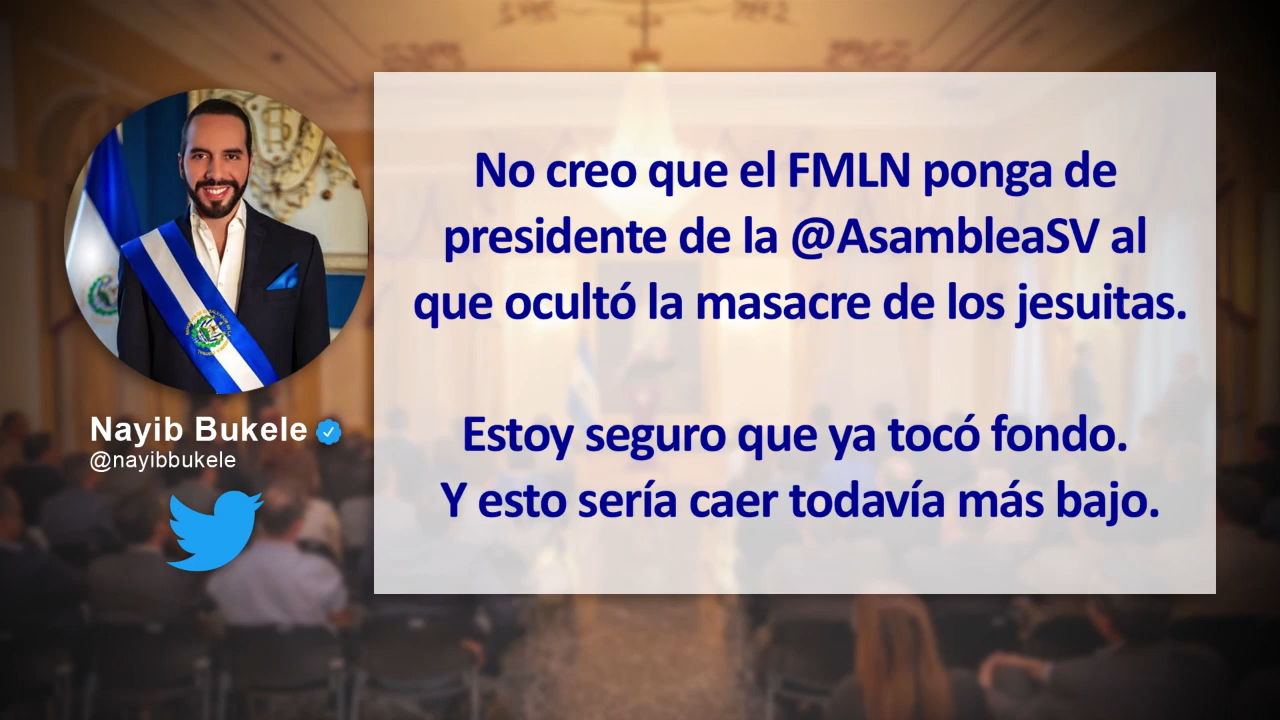 Nayib Bukele
@nayibbukele
No creo que el FMLN ponga de
presidente de la @AsambleaSV al
que ocultó la masacre de los jesuitas.
Estoy seguro que ya tocó fondo.
Y esto sería caer todavía más bajo.